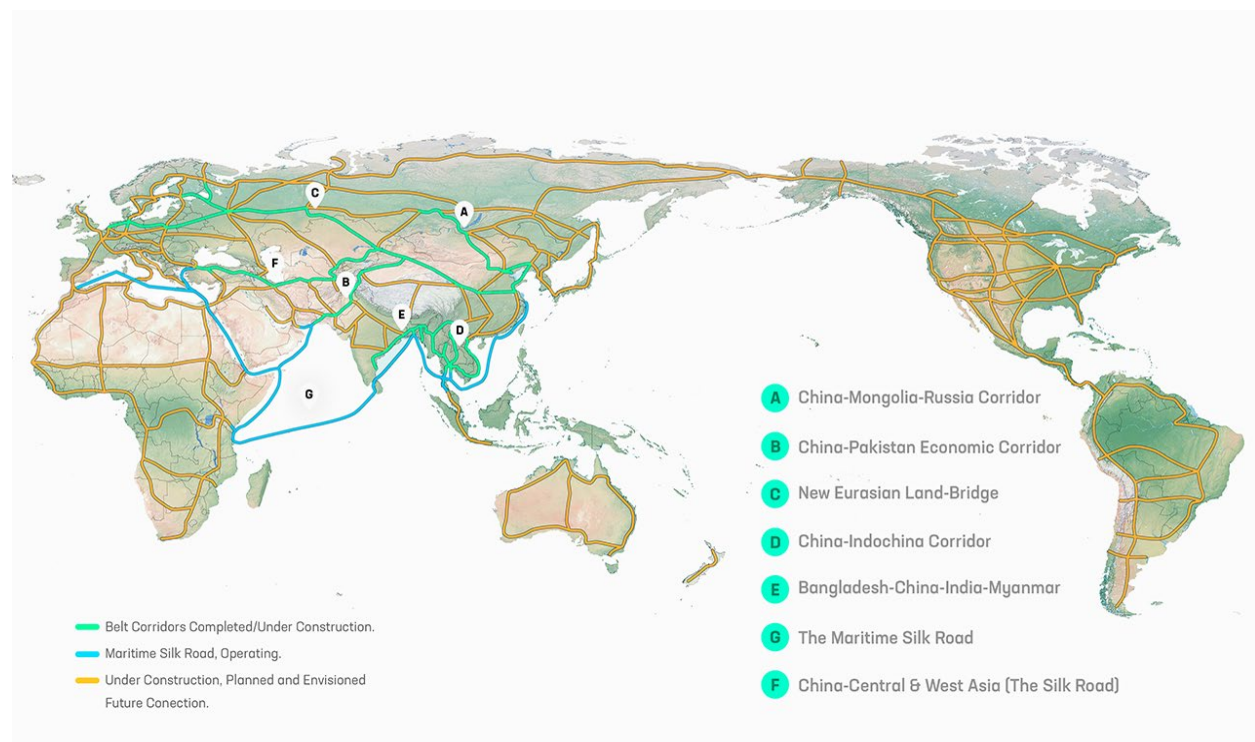 C
A
F
B
E
D
G
A China-Mongolia-Russia Corridor
B China-Pakistan Economic Corridor
C New Eurasian Land-Bridge
D China-Indochina Corridor
E Bangladesh-China-India-Myanmar
G The Maritime Silk Road
F China-Central & West Asia (The Silk Road)
Belt Corridors Completed/Under Construction.
Maritime Silk Road, Operating.
Under Construction, Planned and Envisioned
Future Conection.